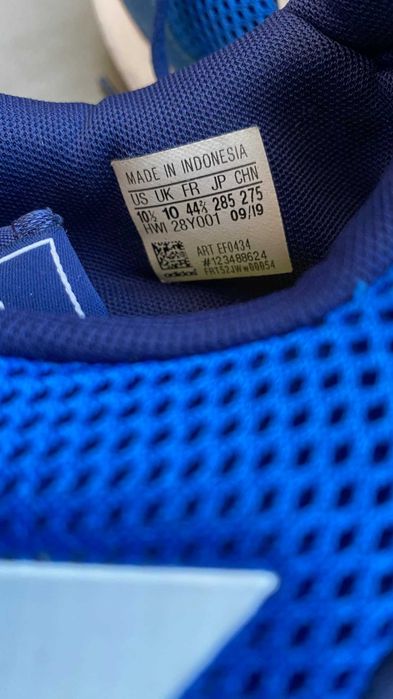 MADE IN INDONESIA
US UK FR JP CHN
10½ 10 44⅔ 285 275
HWI 28Y001 09/19
ART EF0434
#123488624
adidas FRT52JWw00054